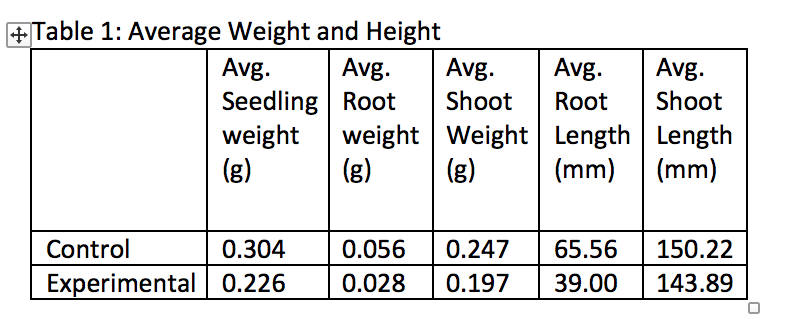 Table 1: Average Weight and Height
Avg. Seedling weight (g) Avg. Root weight (g) Avg. Shoot Weight (g) Avg. Root Length (mm) Avg. Shoot Length (mm)
Control 0.304 0.056 0.247 65.56 150.22
Experimental 0.226 0.028 0.197 39.00 143.89